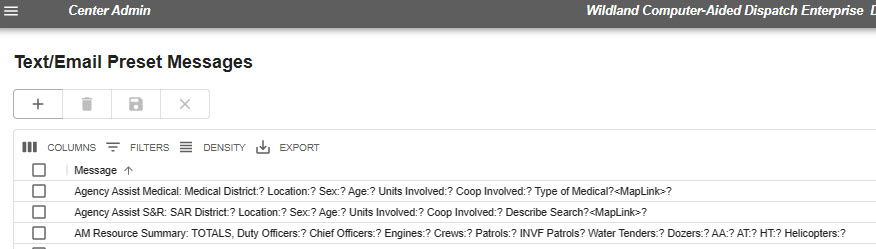 Center Admin
Wildland Computer-Aided Dispatch Enterprise
Text/Email Preset Messages
COLUMNS FILTERS DENSITY EXPORT
Message
Agency Assist Medical: Medical District:? Location:? Sex:? Age:? Units Involved:? Coop Involved:? Type of Medical?<MapLink>?
Agency Assist S&R: SAR District:? Location:? Sex:? Age:? Units Involved:? Coop Involved:? Describe Search?<MapLink>?
AM Resource Summary: TOTALS, Duty Officers:? Chief Officers:? Engines:? Crews:? Patrols:? INVF Patrols? Water Tenders:? Dozers:? AA:? AT:? HT:? Helicopters:?